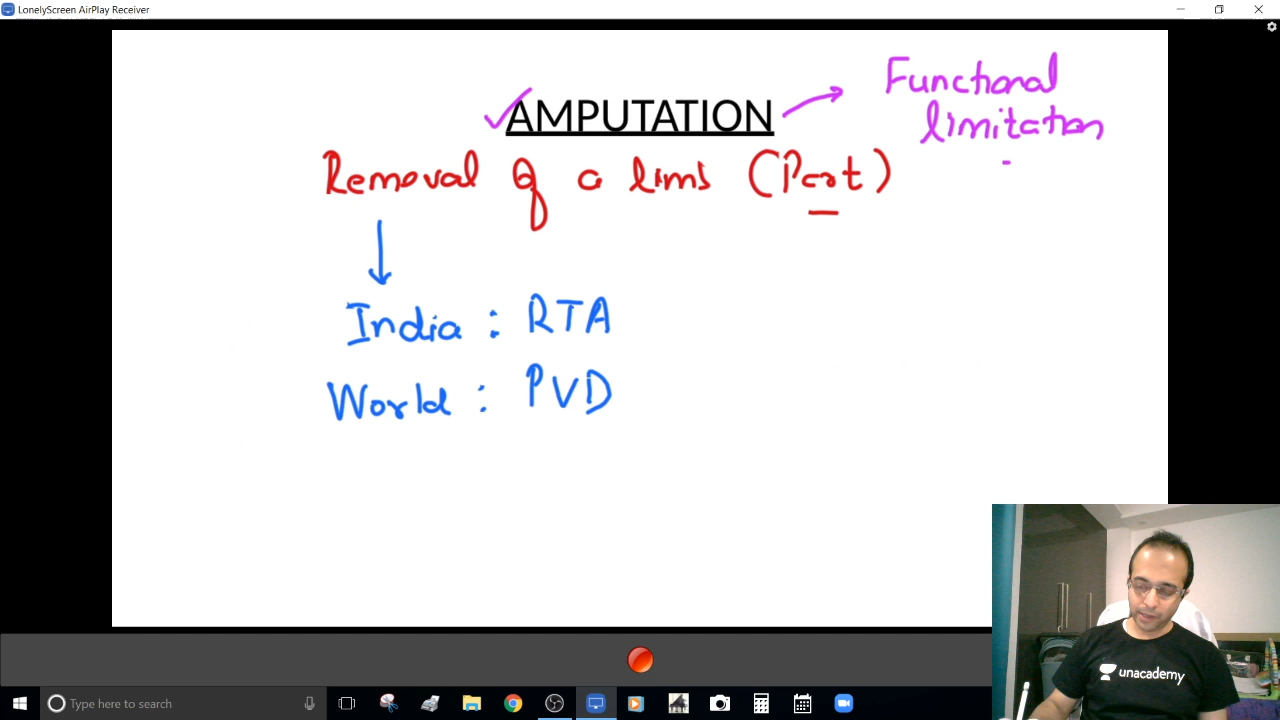 LonelyScreen AirPlay Receiver
AMPUTATION
Functional
limitation
Removal of a limb (Part)
India : RTA
World : PVD
unacademy
Type here to search